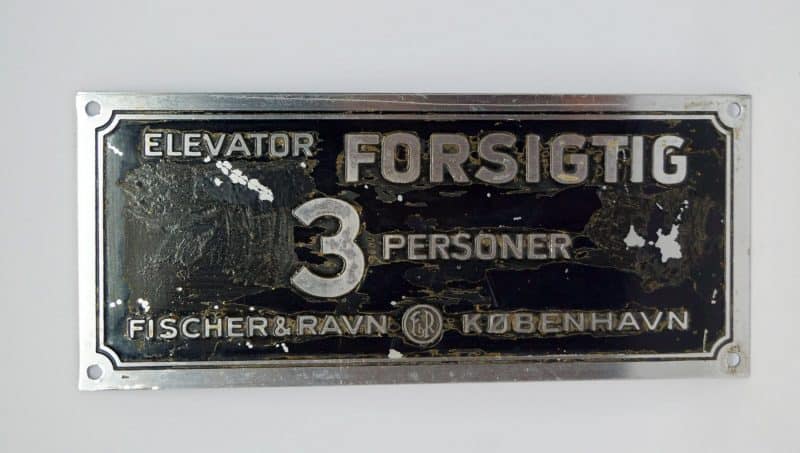 ELEVATOR FORSIGTIG
3 PERSONER
FISCHER & RAVN F&R KØBENHAVN